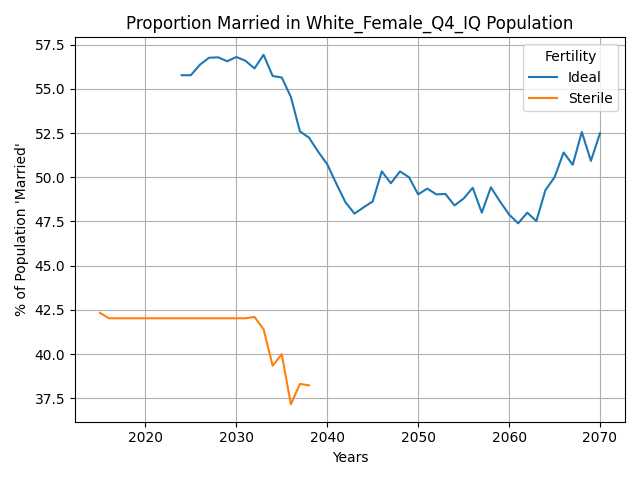 Proportion Married in White_Female_Q4_IQ Population
% of Population 'Married'
57.5
55.0
52.5
50.0
47.5
45.0
42.5
40.0
37.5
Fertility
Ideal
Sterile
2020 2030 2040 2050 2060 2070
Years